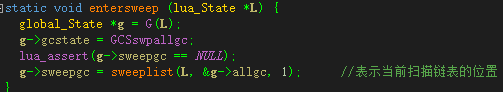 static void entersweep (lua_State *L) {
  global_State *g = G(L);
  g->gcstate = GCSswpallgc;
  lua_assert(g->sweepgc == NULL);
  g->sweepgc = sweeplist(L, &g->allgc, 1);      //表示当前扫描链表的位置
}